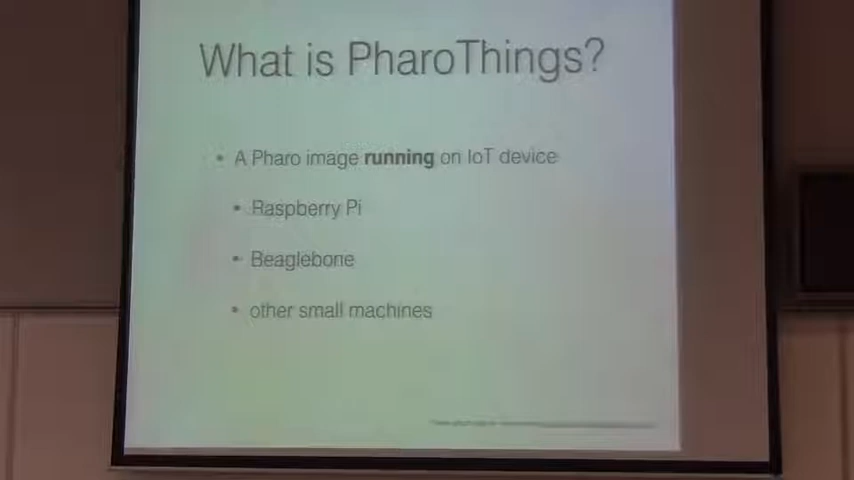 What is PharoThings?
• A Pharo image running on IoT device
• Raspberry Pi
• Beaglebone
• other small machines